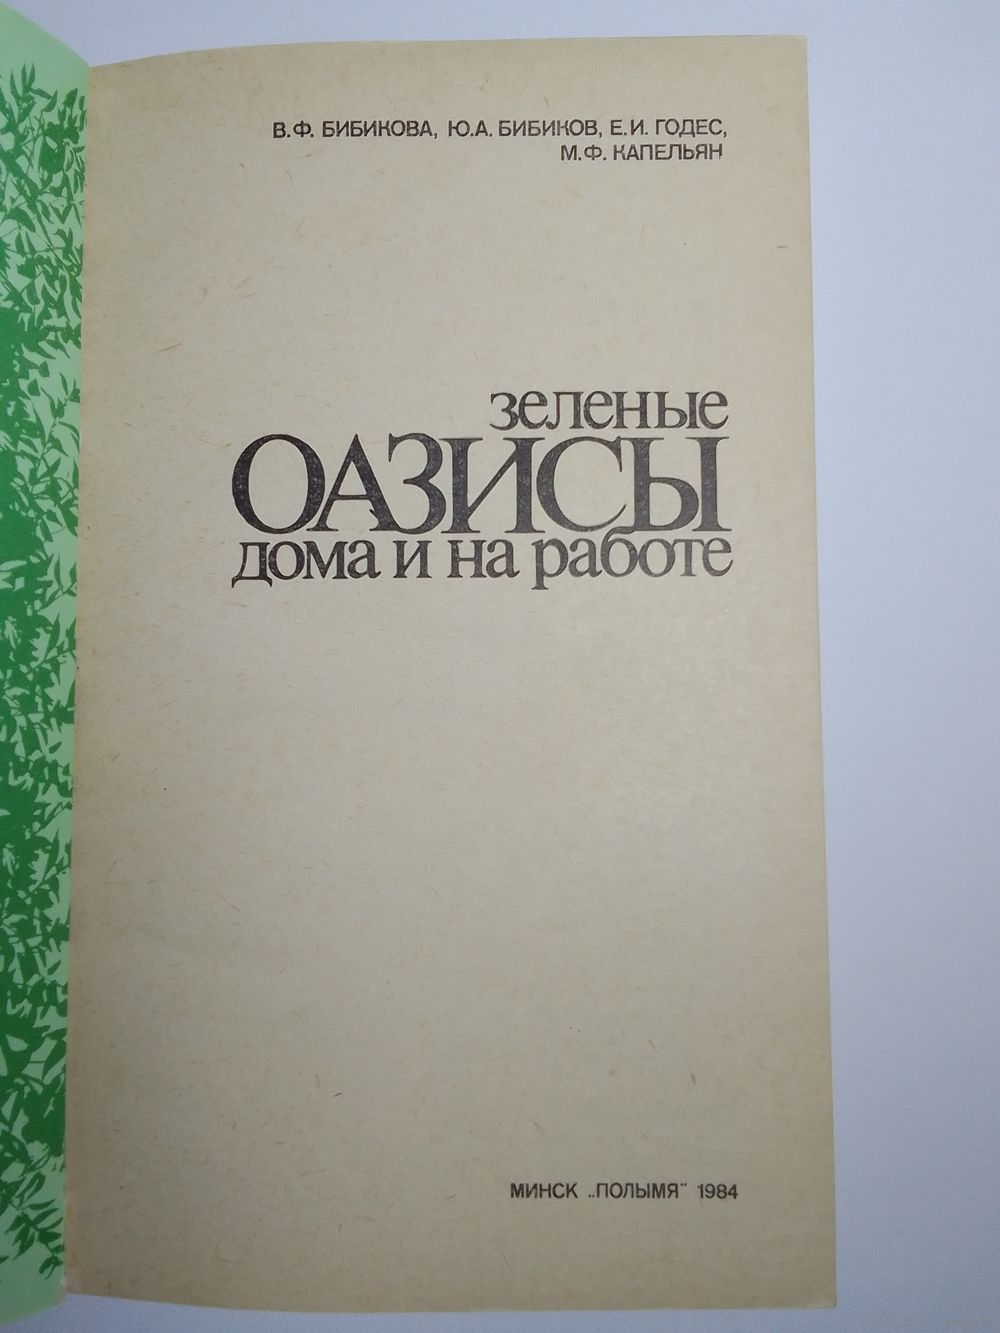 В.Ф. БИБИКОВА, Ю.А. БИБИКОВ, Е.И. ГОДЕС,
М.Ф. КАПЕЛЬЯН
зеленые
ОАЗИСЫ
дома и на работе
МИНСК „ПОЛЫМЯ" 1984